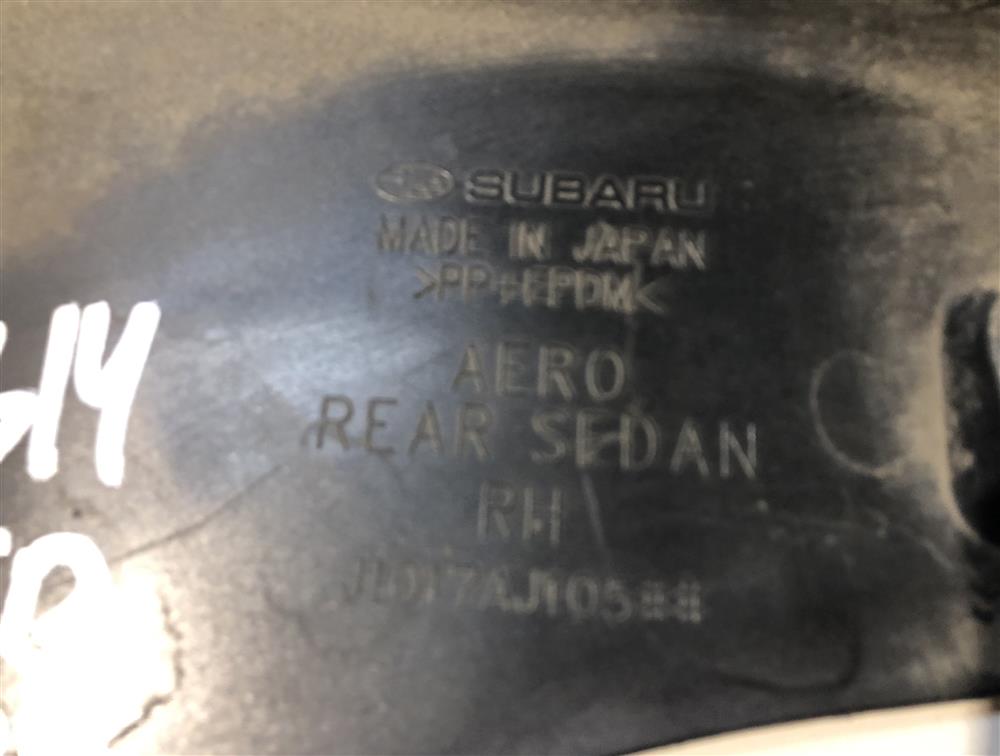 SUBARU
MADE IN JAPAN
>PP+EPDM<
AERO
REAR SEDAN
RH